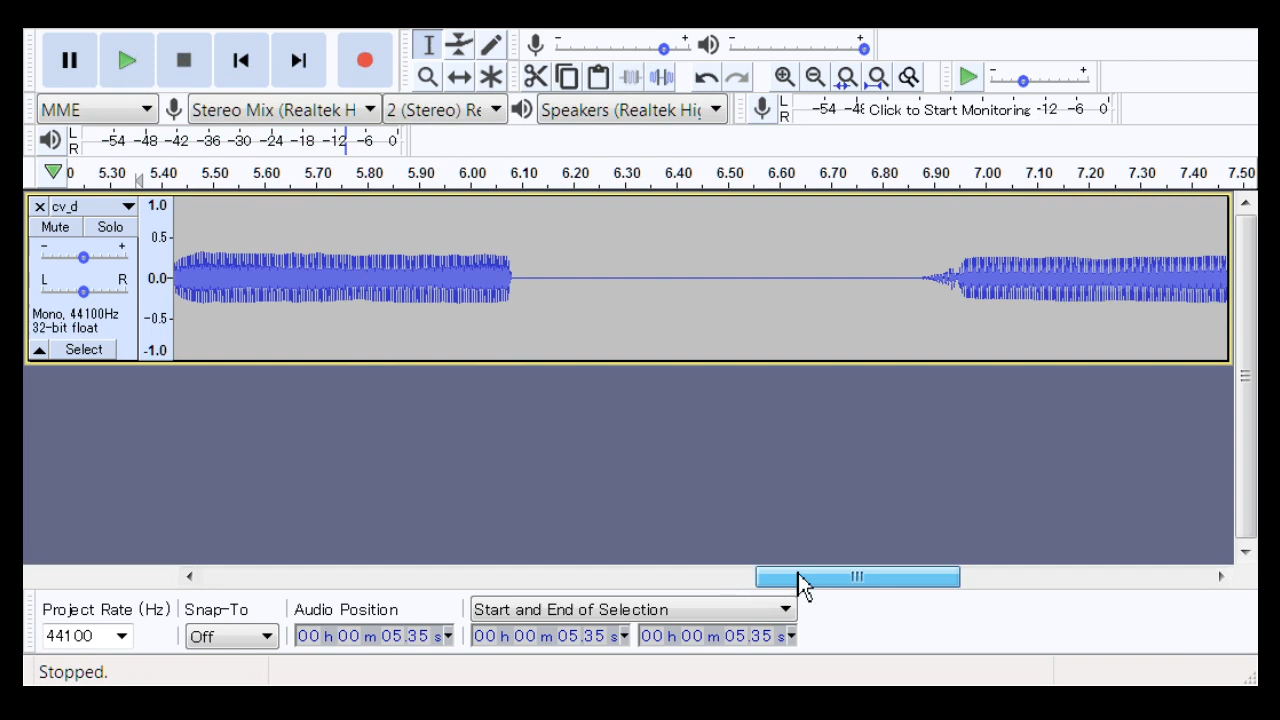 MME Stereo Mix (Realtek H 2 (Stereo) Re Speakers (Realtek Hig L R -54 -48 Click to Start Monitoring -12 -6 0
L R -54 -48 -42 -36 -30 -24 -18 -12 -6 0
0 5.30 5.40 5.50 5.60 5.70 5.80 5.90 6.00 6.10 6.20 6.30 6.40 6.50 6.60 6.70 6.80 6.90 7.00 7.10 7.20 7.30 7.40 7.50
cv_d 1.0
Mute Solo
0.5
L R 0.0
Mono, 44100Hz -0.5
32-bit float
Select -1.0
Project Rate (Hz) Snap-To Audio Position Start and End of Selection
44100 Off 00 h 00 m 05.35 s 00 h 00 m 05.35 s 00 h 00 m 05.35 s
Stopped.